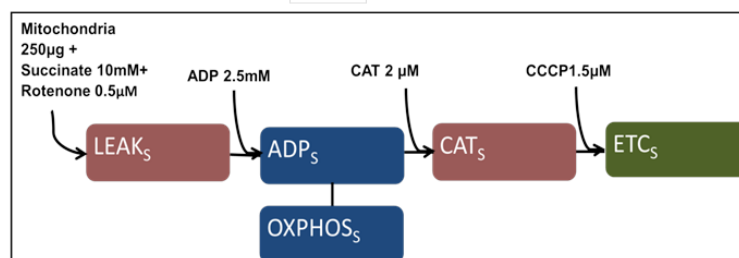 Mitochondria
250µg +
Succinate 10mM+
Rotenone 0.5µM
ADP 2.5mM
CAT 2 µM
CCCP1.5µM
LEAKS
ADPS
CATS
ETCS
OXPHOSS